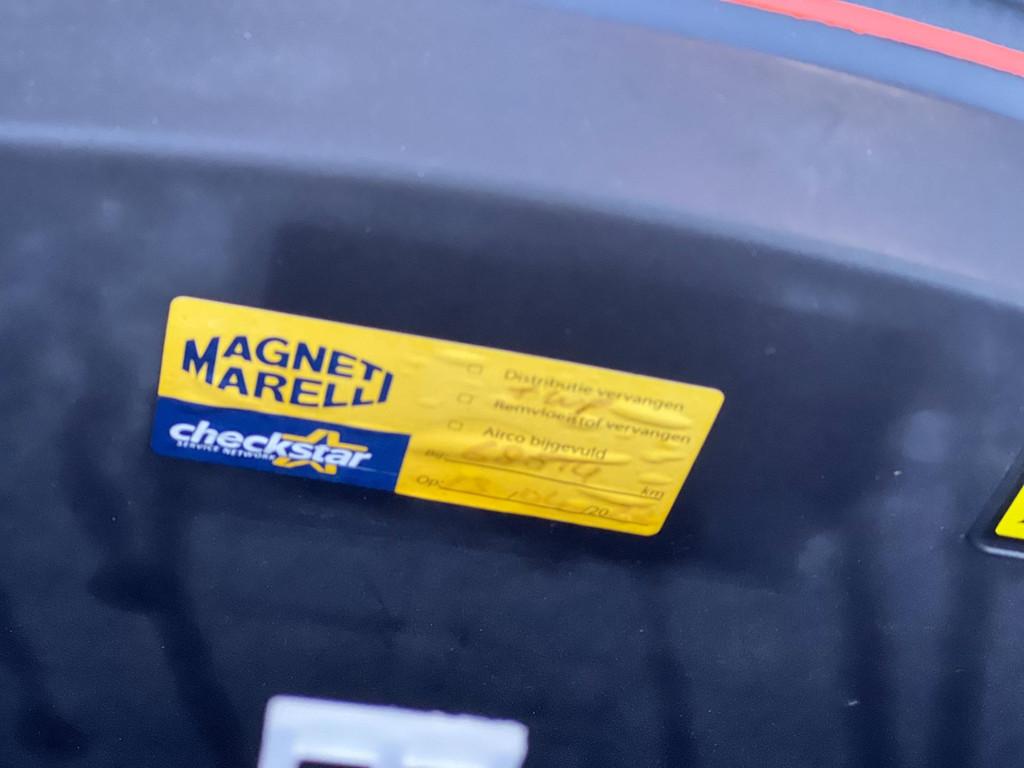 MAGNETI
MARELLI
checkstar
SERVICE NETWORK
Distributie vervangen
Remvloeistof vervangen
Airco bijgevuld
Bij km
Op: /20